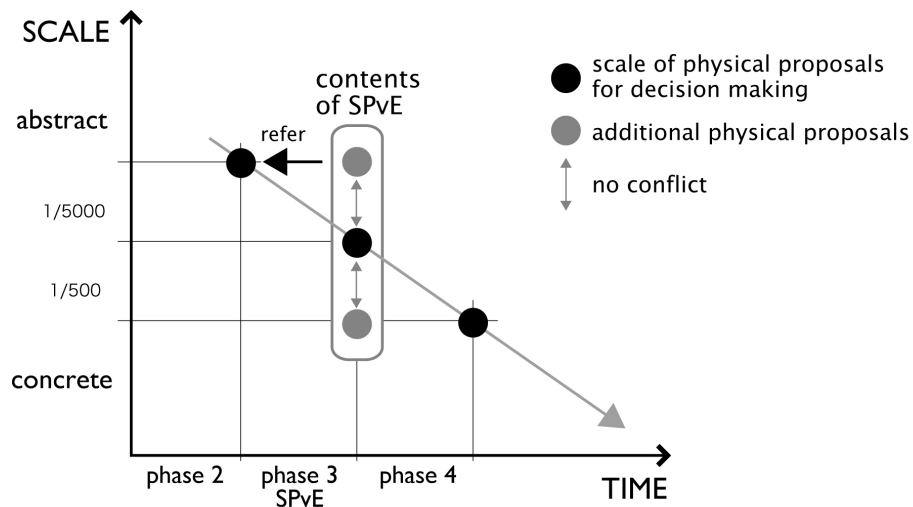 SCALE
contents
of SPvE
scale of physical proposals
for decision making
abstract
refer
additional physical proposals
no conflict
1/5000
1/500
concrete
phase 2
phase 3
SPvE
phase 4
TIME